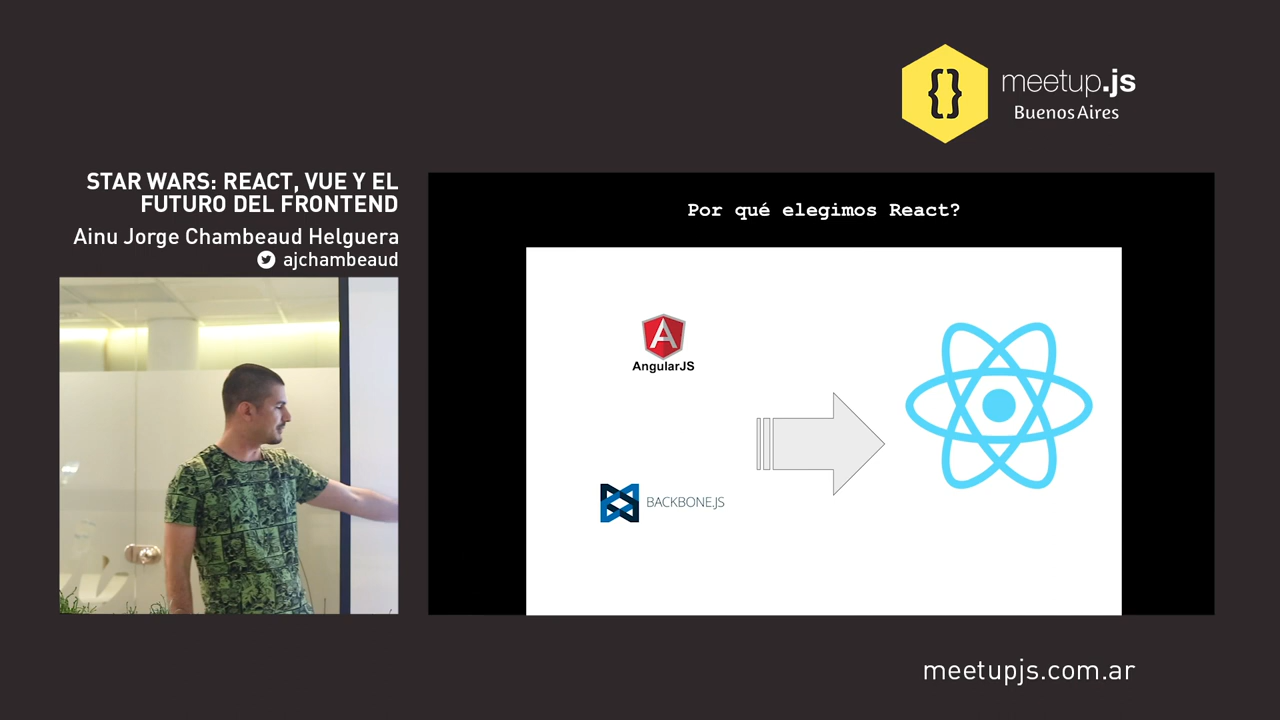 {}
meetup.js
Buenos Aires
STAR WARS: REACT, VUE Y EL
FUTURO DEL FRONTEND
Ainu Jorge Chambeaud Helguera
ajchambeaud
Por qué elegimos React?
A
AngularJS
BACKBONE.JS
meetupjs.com.ar